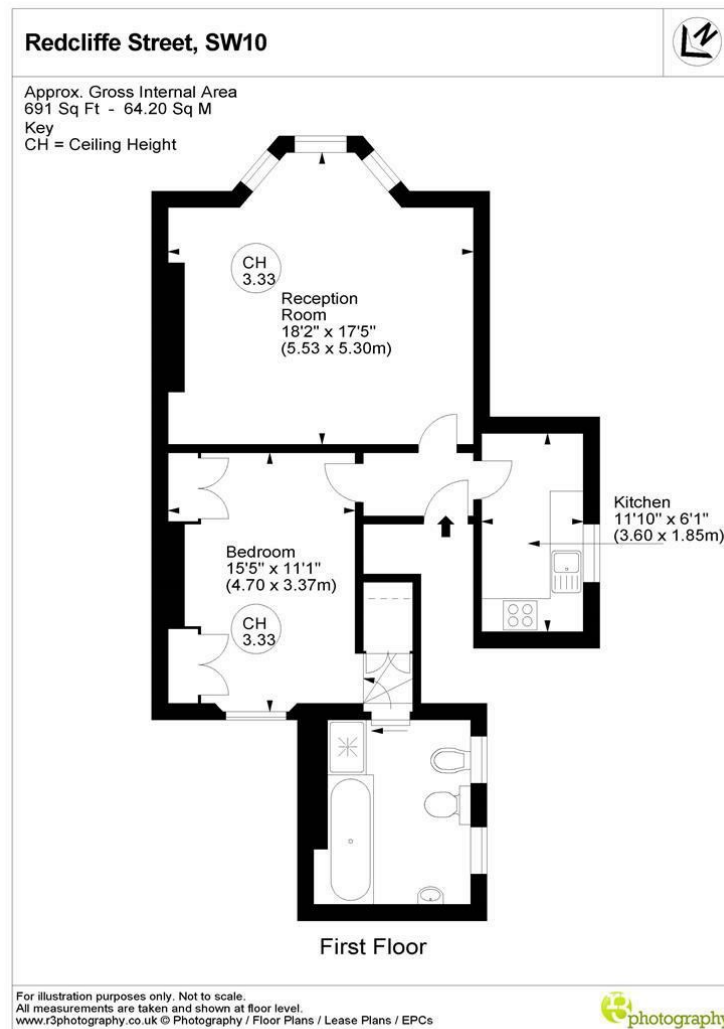 Redcliffe Street, SW10
N
Approx. Gross Internal Area
691 Sq Ft - 64.20 Sq M
Key
CH = Ceiling Height
CH
3.33
Reception
Room
18'2" x 17'5"
(5.53 x 5.30m)
Kitchen
11'10" x 6'1"
(3.60 x 1.85m)
Bedroom
15'5" x 11'1"
(4.70 x 3.37m)
CH
3.33
First Floor
For illustration purposes only. Not to scale.
All measurements are taken and shown at floor level.
www.r3photography.co.uk © Photography / Floor Plans / Lease Plans / EPCs
R3 photography